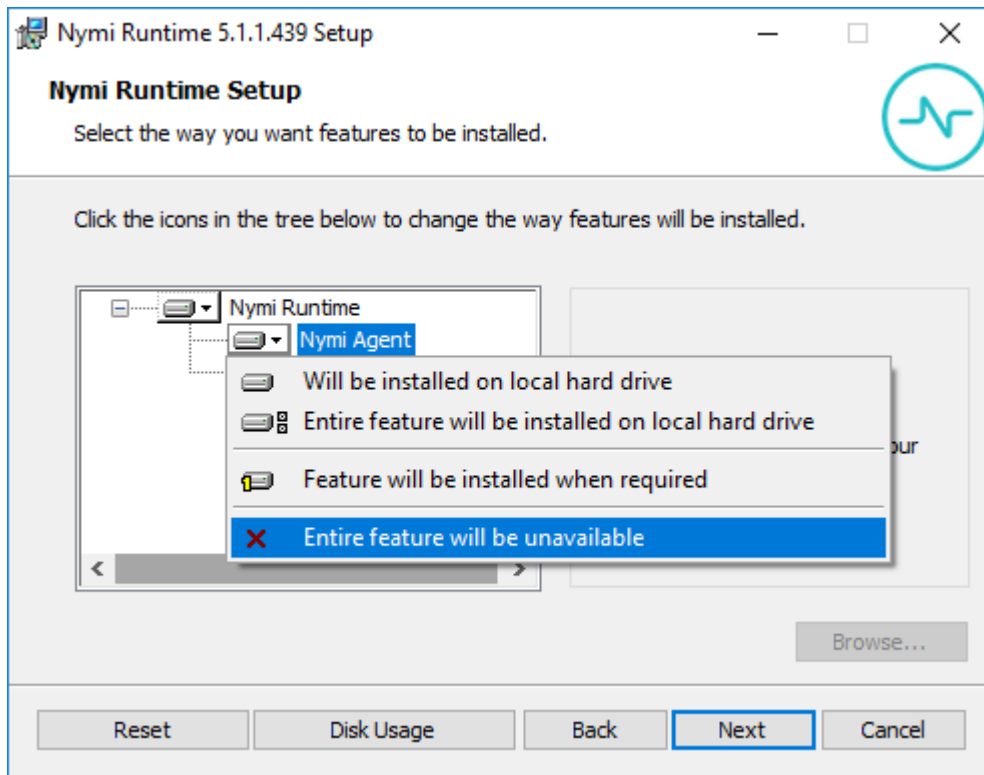 Nymi Runtime 5.1.1.439 Setup
Nymi Runtime Setup
Select the way you want features to be installed.
Click the icons in the tree below to change the way features will be installed.
Nymi Runtime
Nymi Agent
Will be installed on local hard drive
Entire feature will be installed on local hard drive
Feature will be installed when required
Entire feature will be unavailable
Browse...
Reset
Disk Usage
Back
Next
Cancel